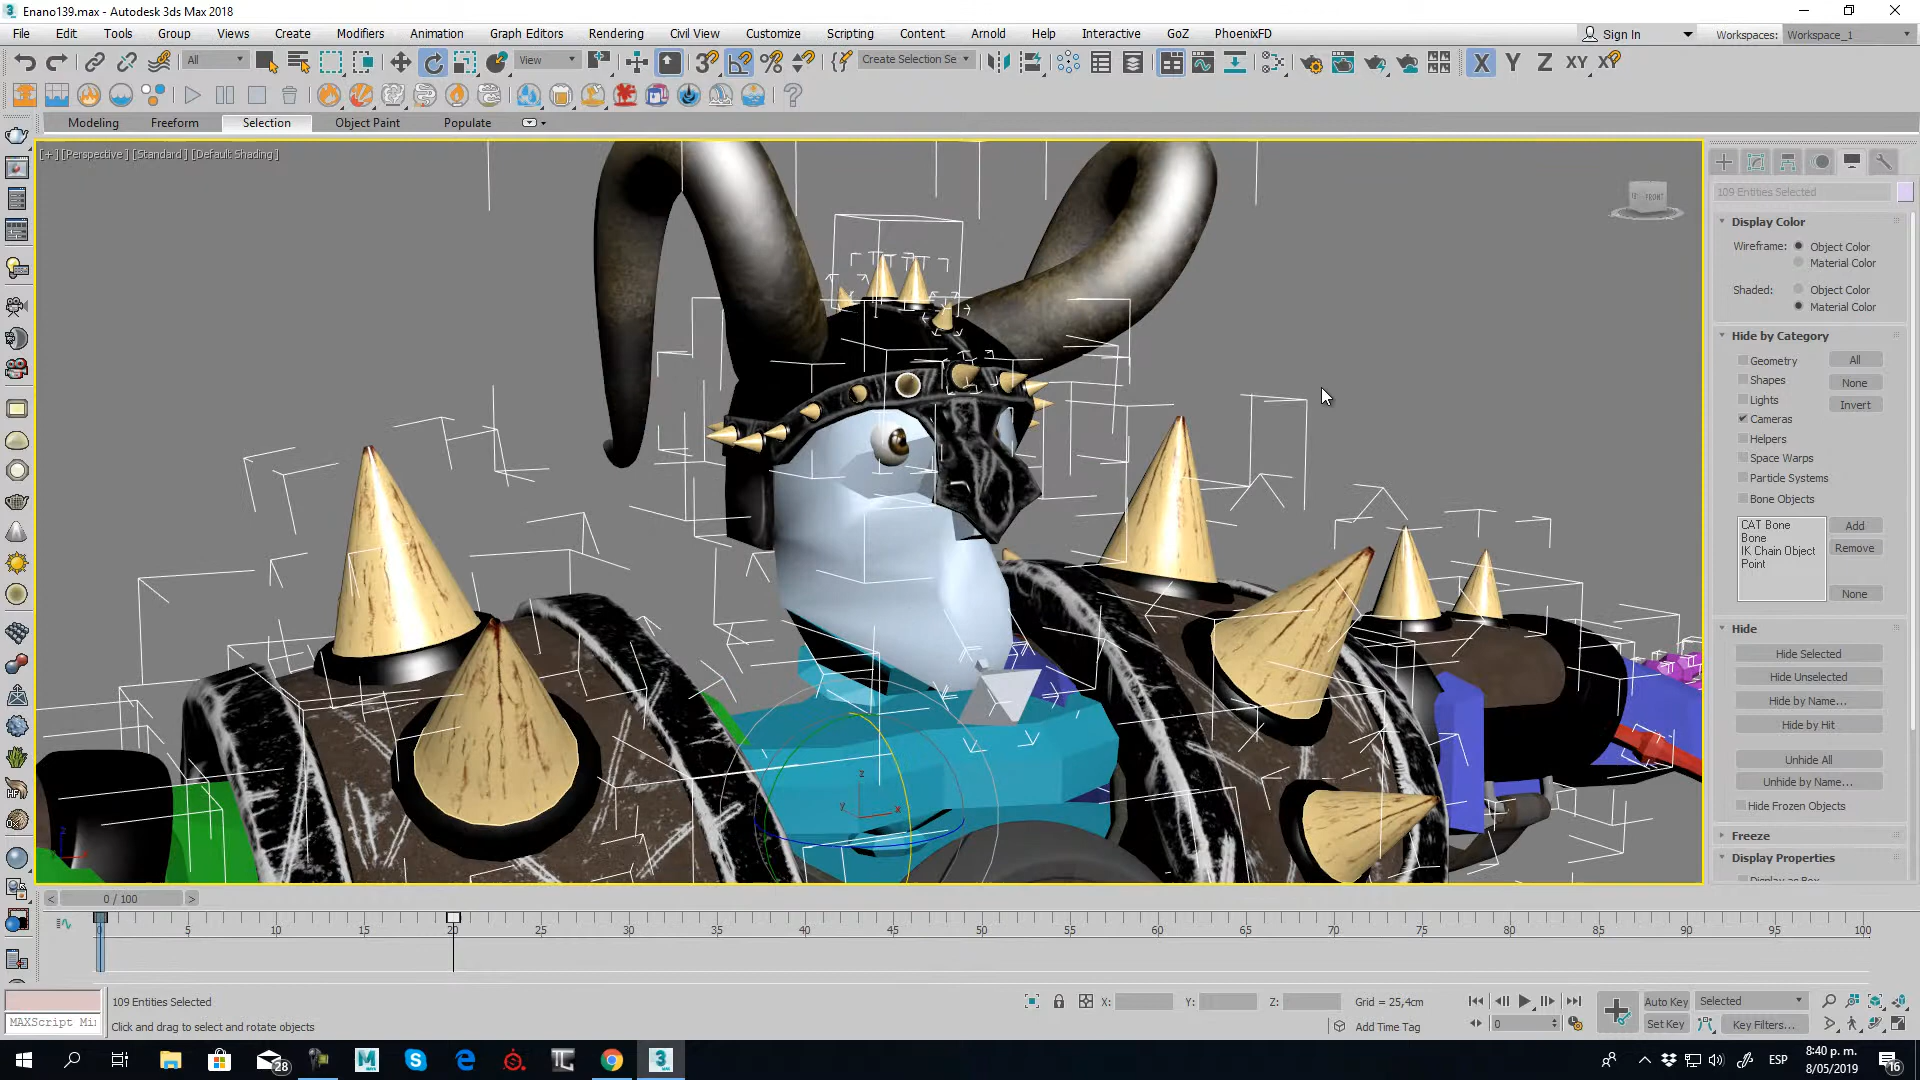 Enano139.max - Autodesk 3ds Max 2018
File Edit Tools Group Views Create Modifiers Animation Graph Editors Rendering Civil View Customize Scripting Content Arnold Help Interactive GoZ PhoenixFD Sign In Workspaces: Workspace_1
All View Create Selection Se X Y Z XY XY
Modeling Freeform Selection Object Paint Populate
[+] [Perspective] [Standard] [Default Shading]
FRONT
109 Entities Selected
Display Color
Wireframe: Object Color
Material Color
Shaded: Object Color
Material Color
Hide by Category
Geometry All
Shapes None
Lights
Cameras Invert
Helpers
Space Warps
Particle Systems
Bone Objects
CAT Bone Add
Bone
IK Chain Object Remove
Point
None
Hide
Hide Selected
Hide Unselected
Hide by Name...
Hide by Hit
Unhide All
Unhide by Name...
Hide Frozen Objects
Freeze
Display Properties
Display as Box
z
y x
z
< 0 / 100 >
0 5 10 15 20 25 30 35 40 45 50 55 60 65 70 75 80 85 90 95 100
109 Entities Selected X: Y: Z: Grid = 25,4cm Auto Key Selected
MAXScript Mi Click and drag to select and rotate objects Add Time Tag 0 Set Key Key Filters...
28 ESP 8:40 p. m.
8/05/2019 16